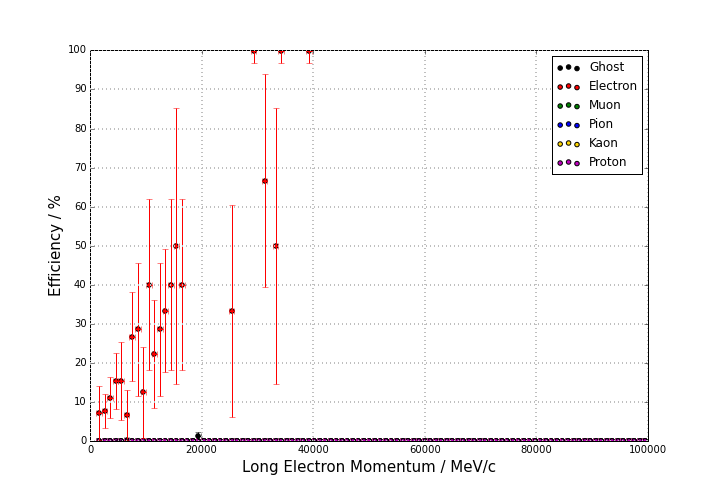 100
90
80
70
60
50
40
30
20
10
0
Efficiency / %
0 20000 40000 60000 80000 100000
Long Electron Momentum / MeV/c
Ghost
Electron
Muon
Pion
Kaon
Proton